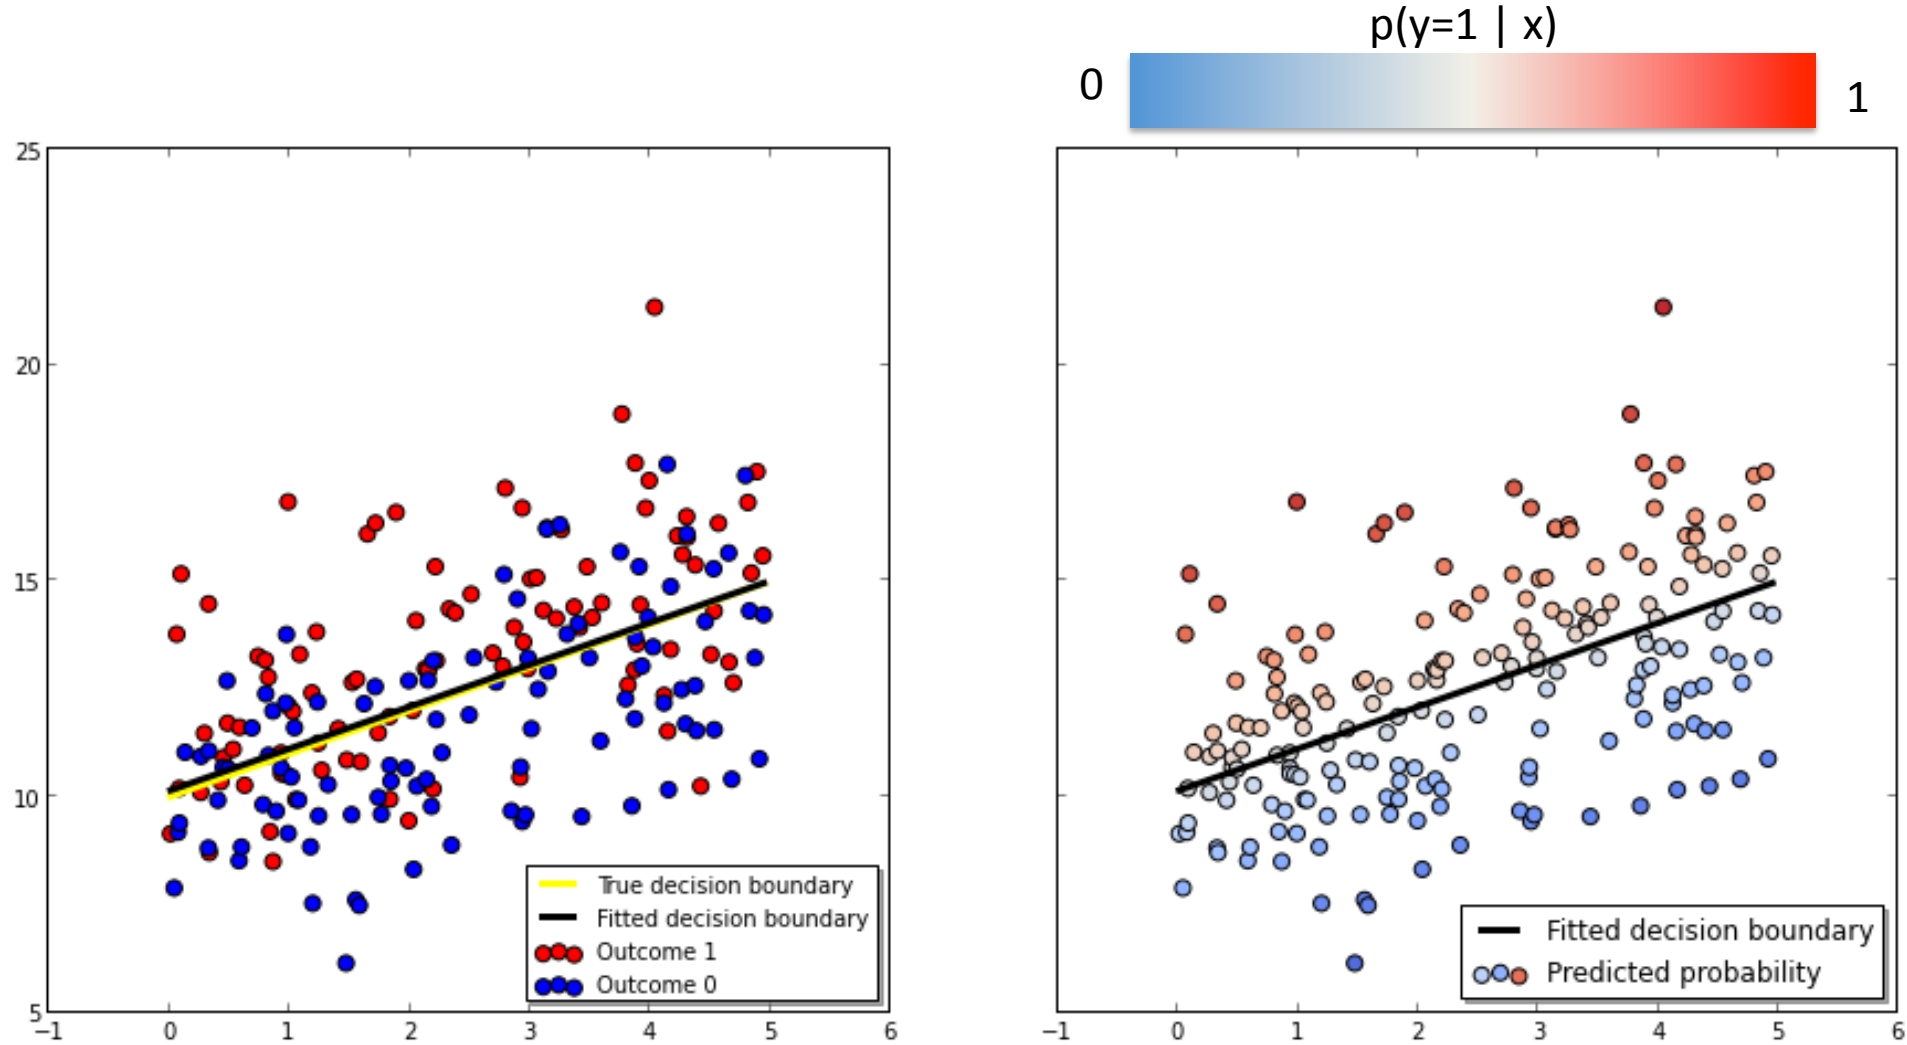 p(y=1 | x)
0
1
25
20
15
10
5
−1 0 1 2 3 4 5 6
True decision boundary
Fitted decision boundary
Outcome 1
Outcome 0
−1 0 1 2 3 4 5 6
Fitted decision boundary
Predicted probability